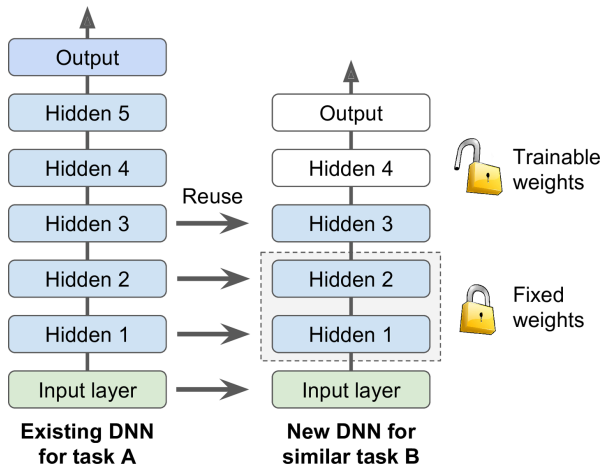 Output
Hidden 5
Hidden 4
Hidden 3
Hidden 2
Hidden 1
Input layer
Existing DNN
for task A
Reuse
Output
Hidden 4
Hidden 3
Hidden 2
Hidden 1
Input layer
New DNN for
similar task B
Trainable
weights
Fixed
weights